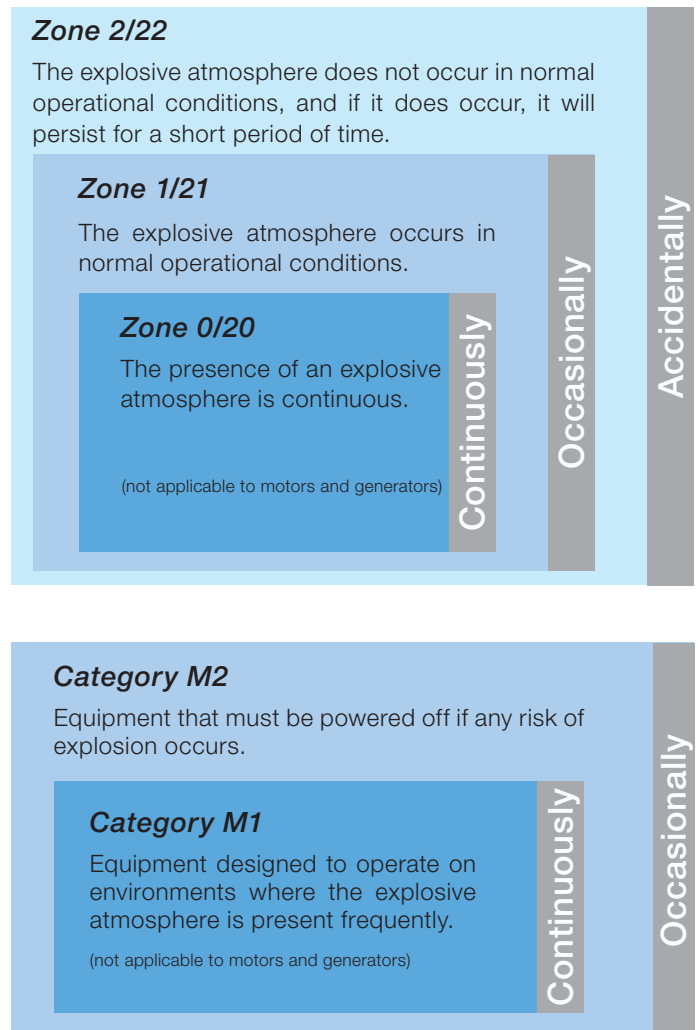 Zone 2/22
The explosive atmosphere does not occur in normal
operational conditions, and if it does occur, it will
persist for a short period of time.
Accidentally
Zone 1/21
The explosive atmosphere occurs in
normal operational conditions.
Occasionally
Zone 0/20
The presence of an explosive
atmosphere is continuous.
(not applicable to motors and generators)
Continuously
Category M2
Equipment that must be powered off if any risk of
explosion occurs.
Occasionally
Category M1
Equipment designed to operate on
environments where the explosive
atmosphere is present frequently.
(not applicable to motors and generators)
Continuously